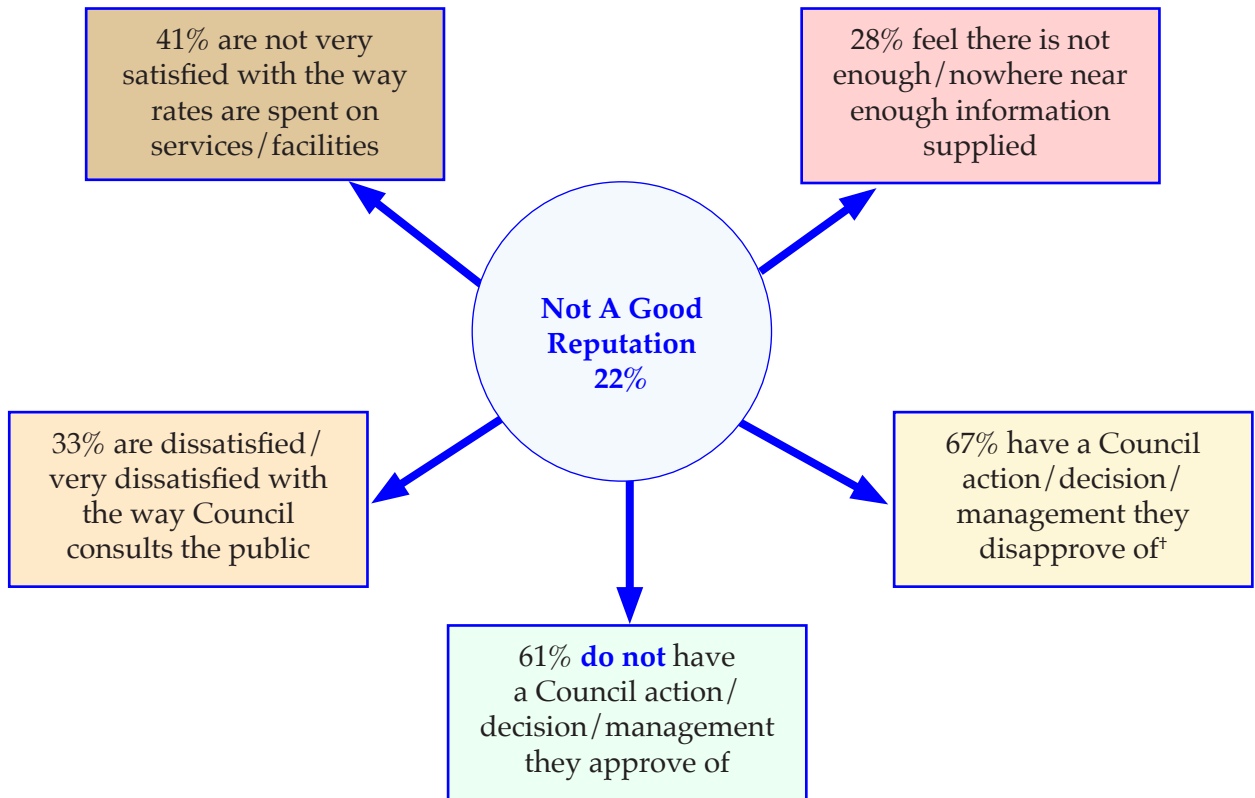 41% are not very
satisfied with the way
rates are spent on
services/facilities
28% feel there is not
enough/nowhere near
enough information
supplied
Not A Good
Reputation
22%
33% are dissatisfied/
very dissatisfied with
the way Council
consults the public
67% have a Council
action/decision/
management they
disapprove of†
61% do not have
a Council action/
decision/management
they approve of